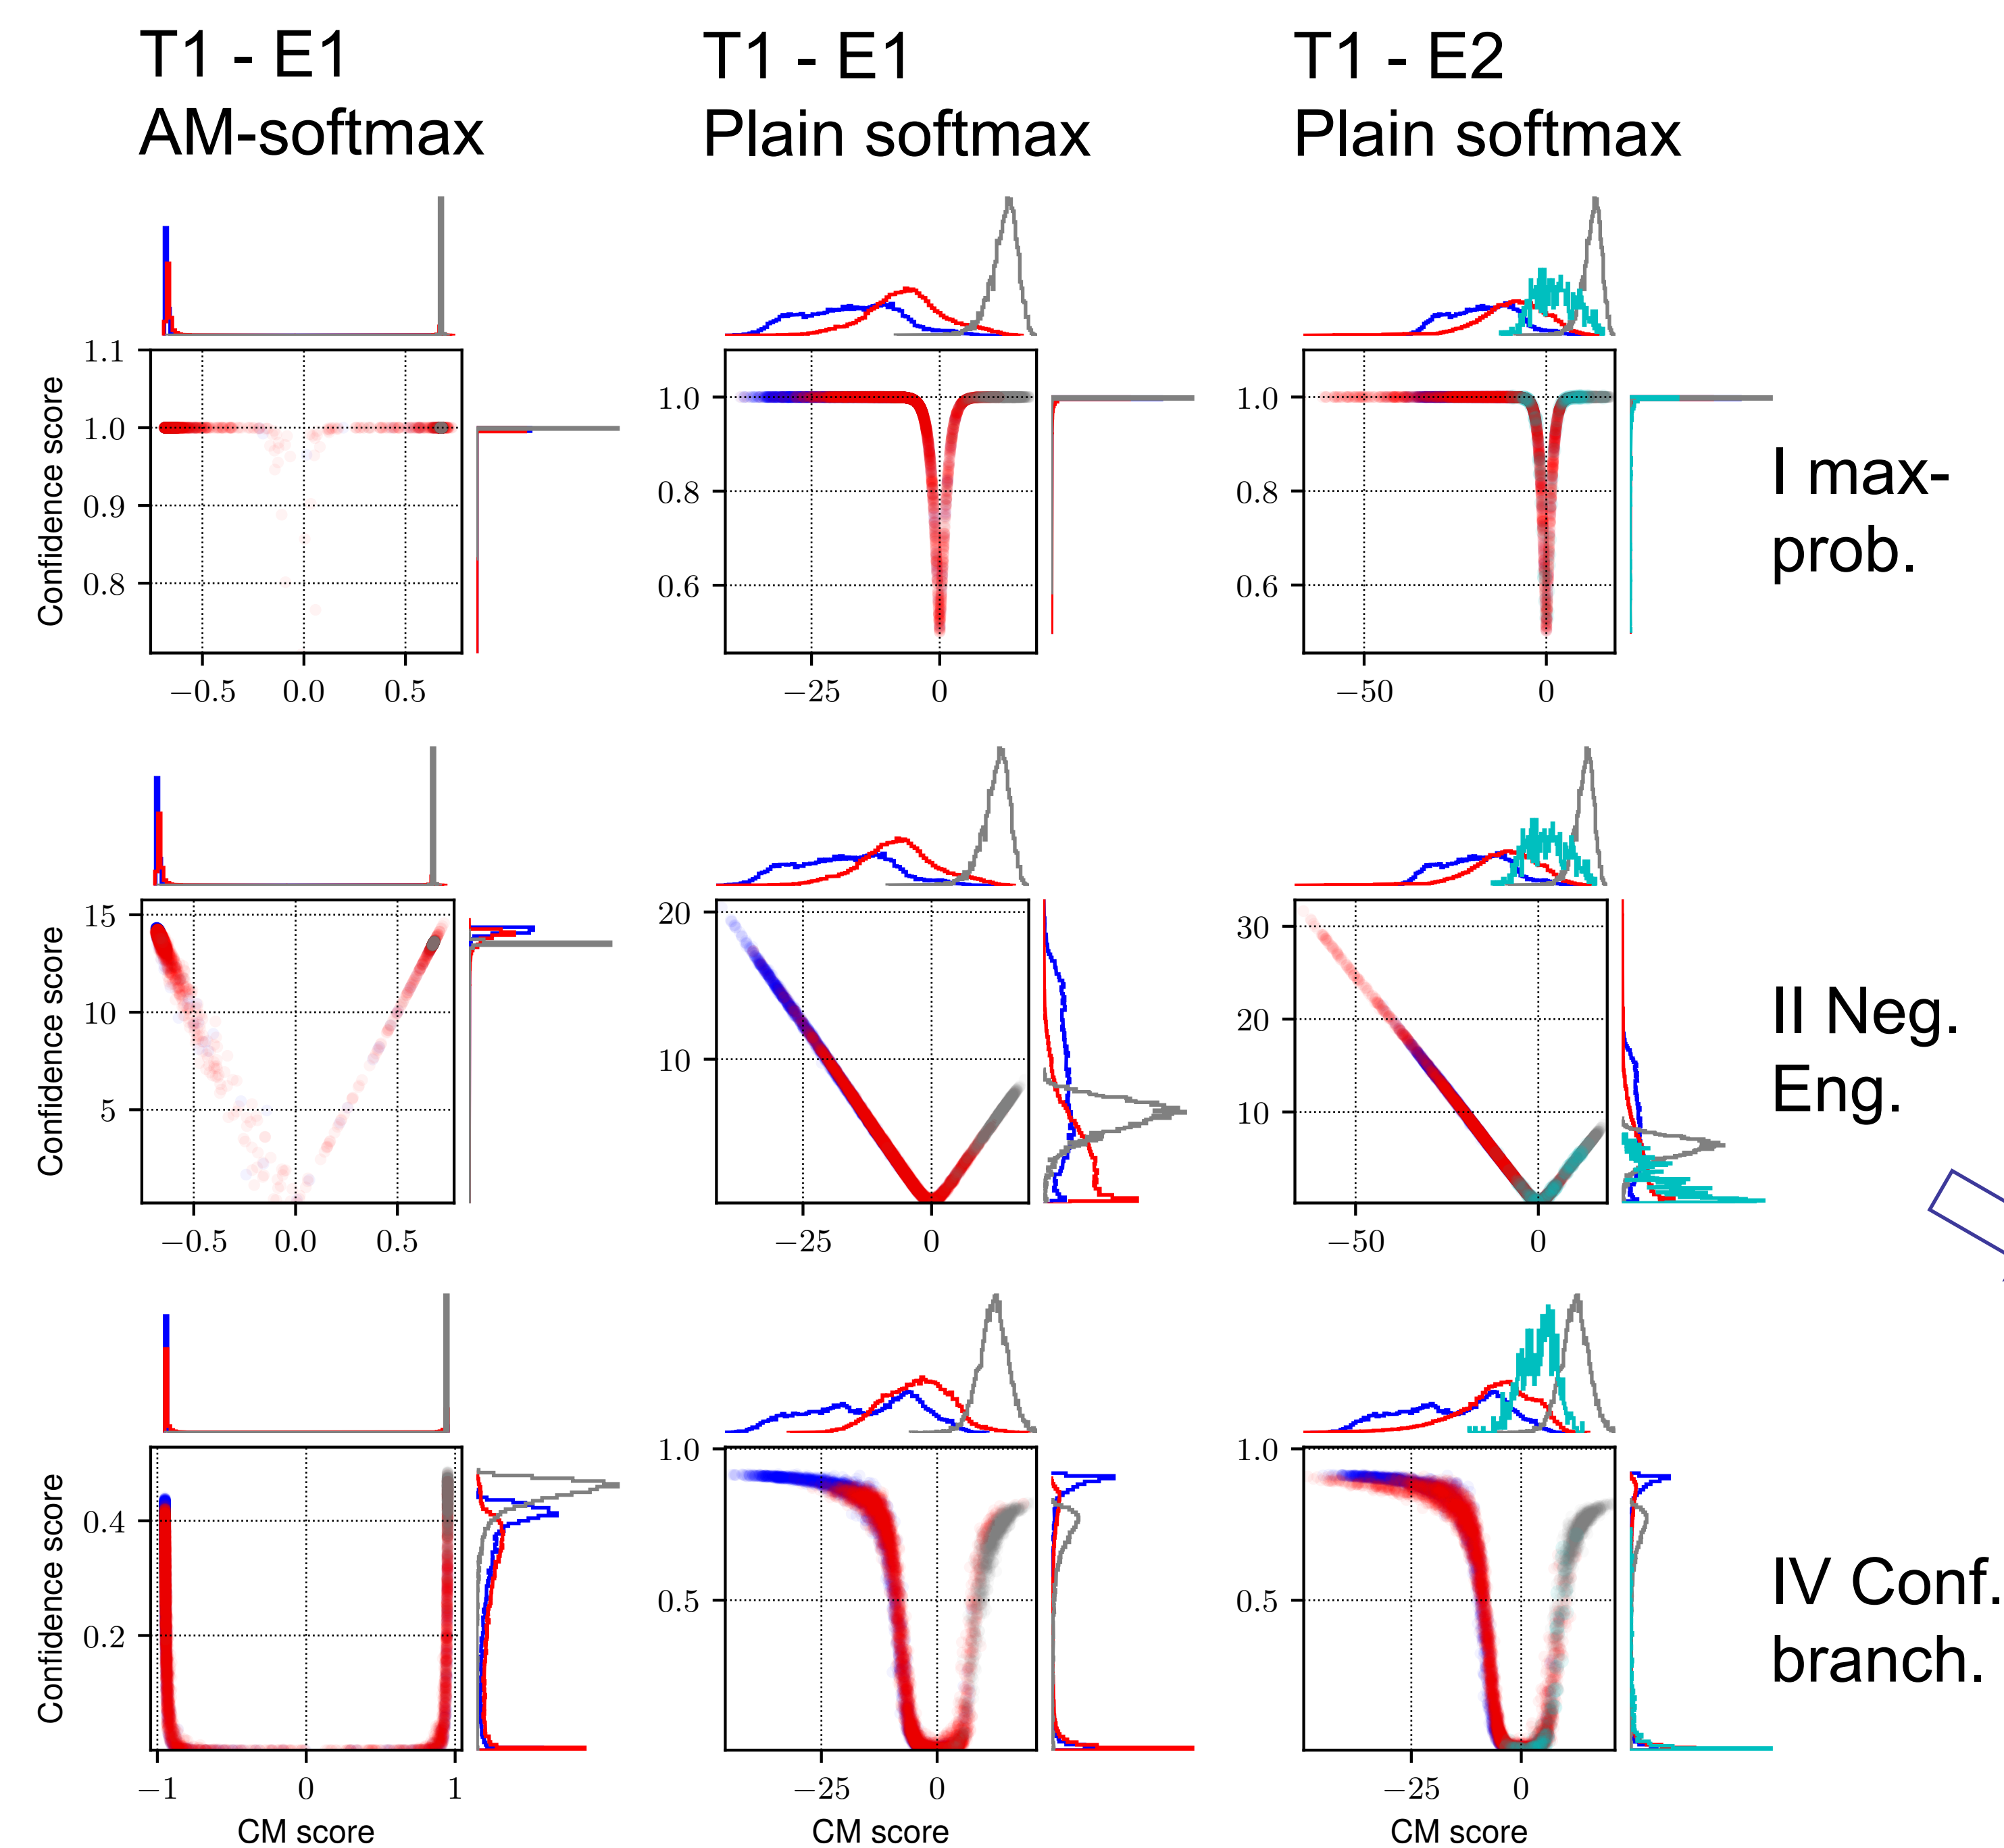 T1 - E1
AM-softmax
T1 - E1
Plain softmax
T1 - E2
Plain softmax
Confidence score
1.1
1.0
0.9
0.8
−0.5 0.0 0.5
1.0
0.8
0.6
−25 0
1.0
0.8
0.6
−50 0
I max-
prob.
Confidence score
15
10
5
−0.5 0.0 0.5
20
10
−25 0
30
20
10
−50 0
II Neg.
Eng.
Confidence score
0.4
0.2
−1 0 1
CM score
1.0
0.5
−25 0
CM score
1.0
0.5
−25 0
CM score
IV Conf.
branch.